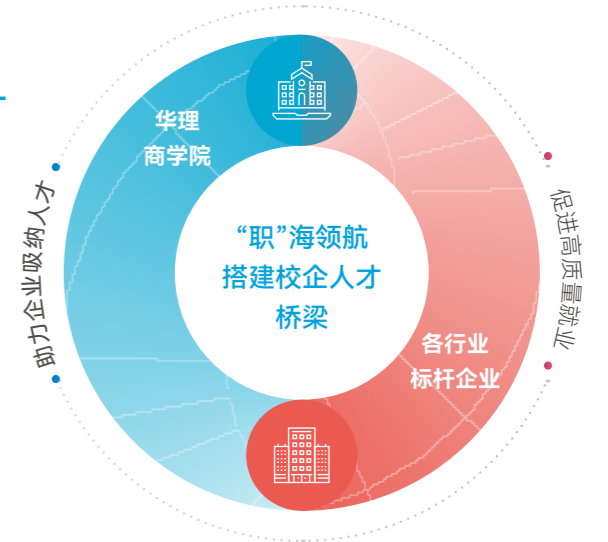 华理
商学院
“职”海领航
搭建校企人才
桥梁
各行业
标杆企业
助力企业吸纳人才
促进高质量就业